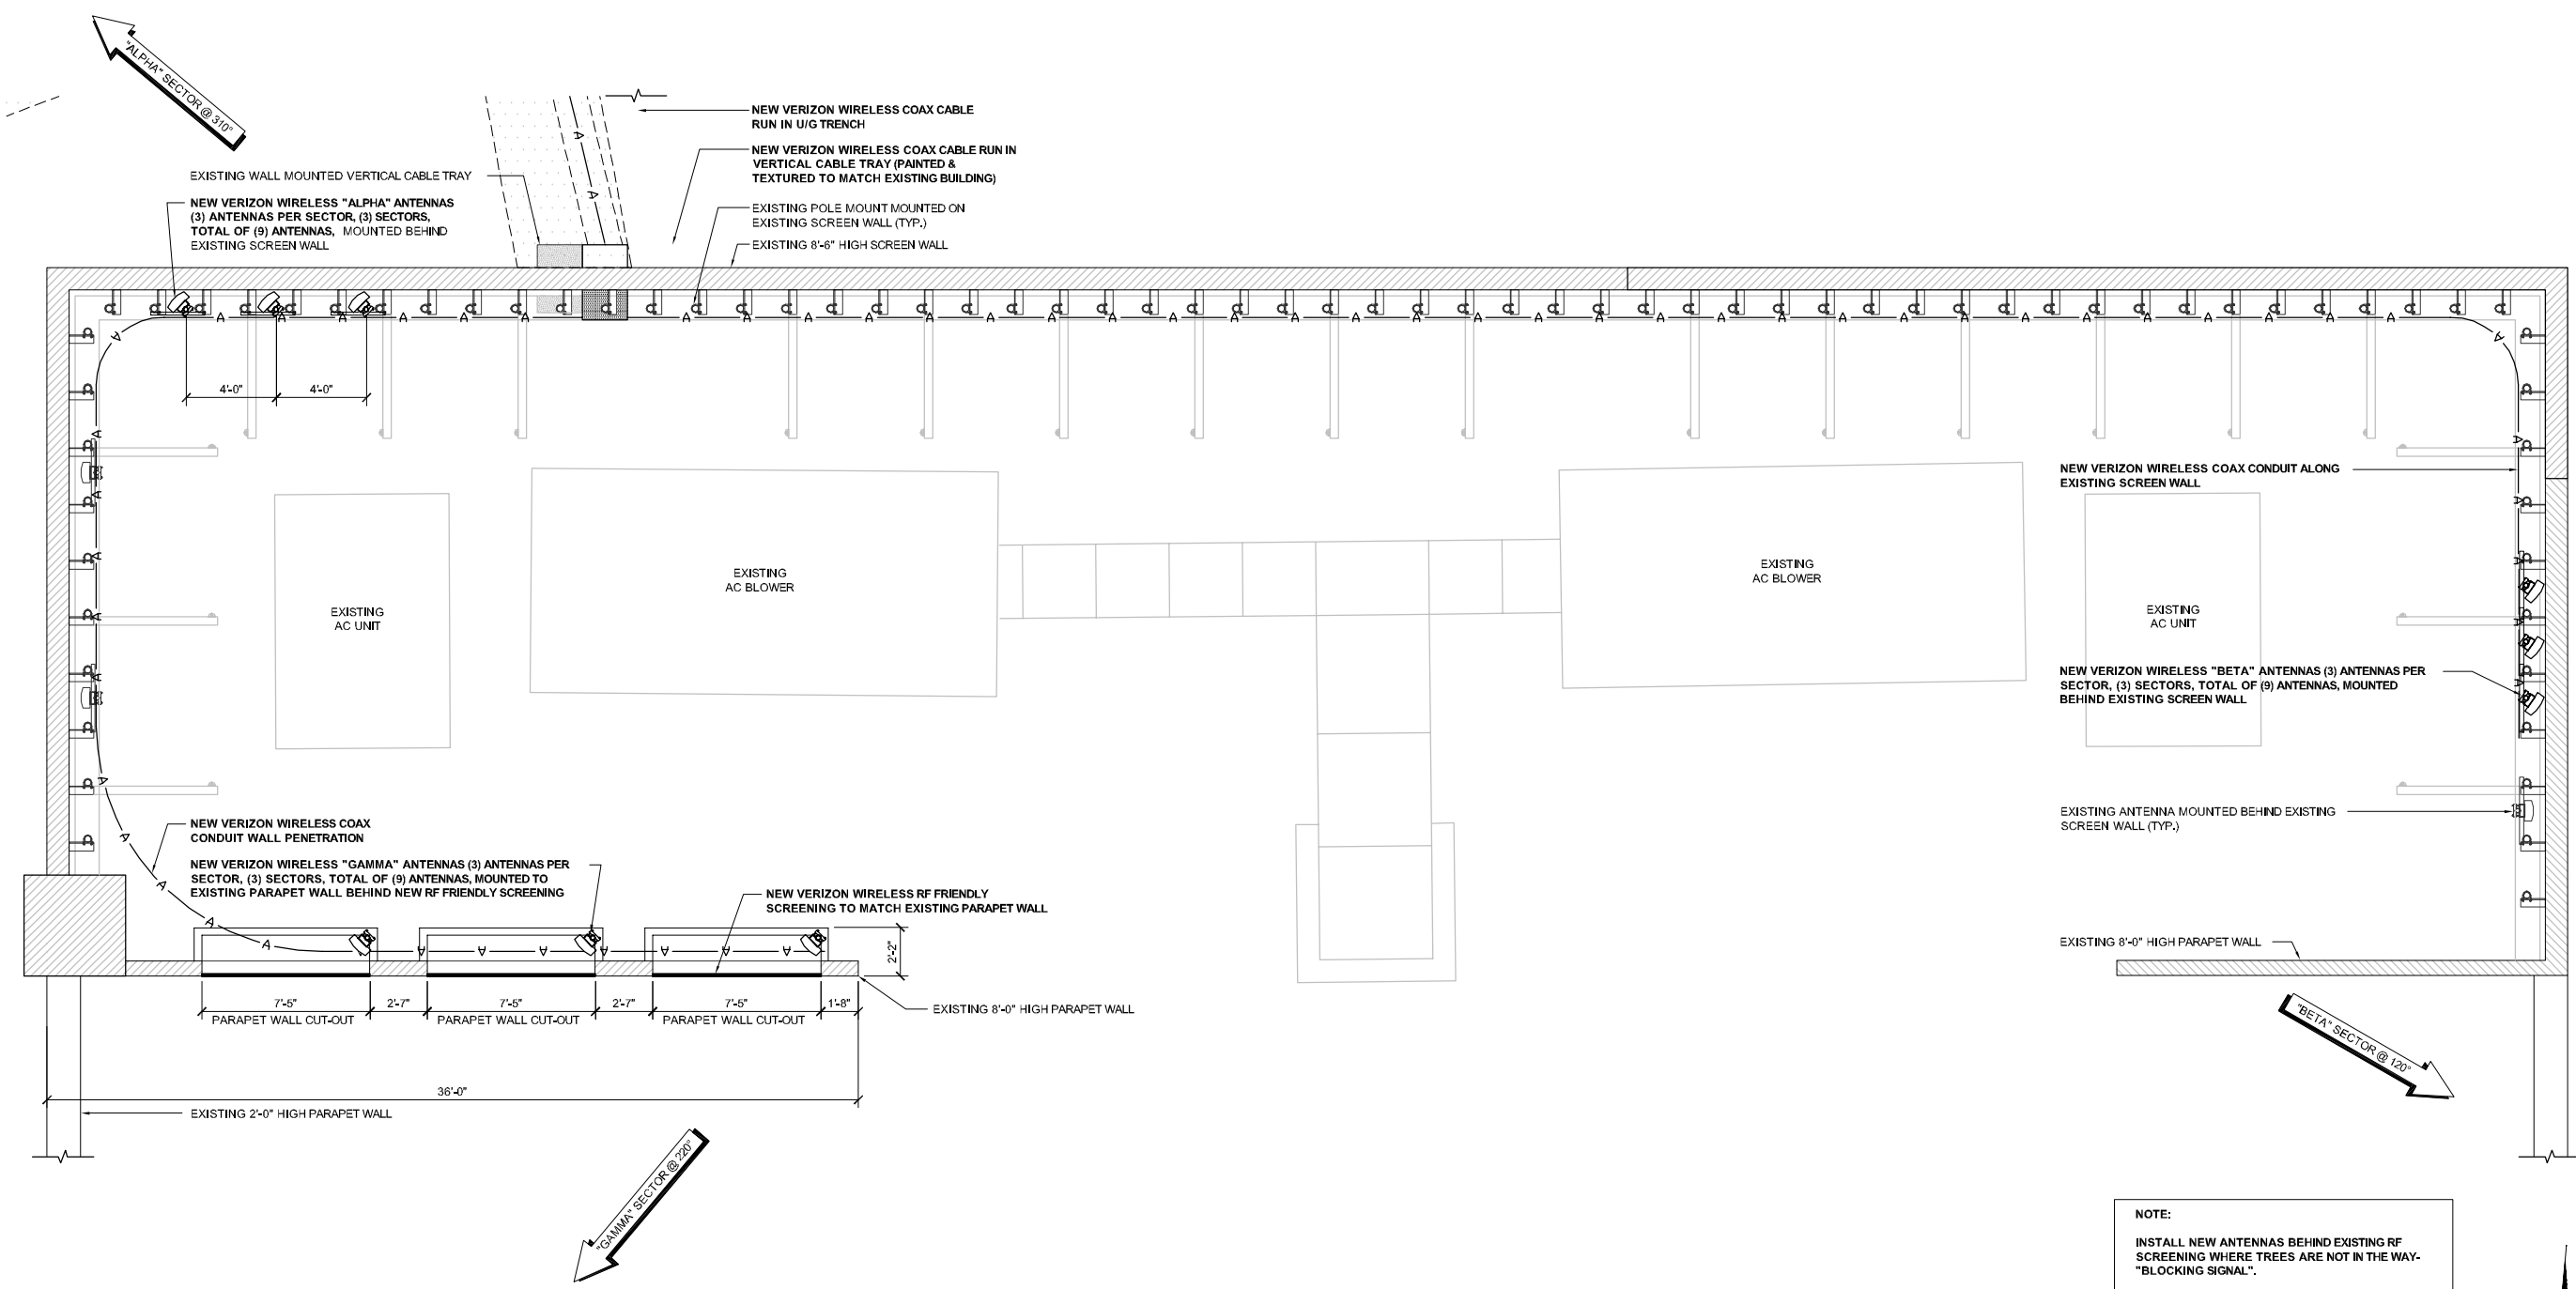 "ALPHA" SECTOR @ 310°
NEW VERIZON WIRELESS COAX CABLE
RUN IN U/G TRENCH
NEW VERIZON WIRELESS COAX CABLE RUN IN
VERTICAL CABLE TRAY (PAINTED &
TEXTURED TO MATCH EXISTING BUILDING)
EXISTING WALL MOUNTED VERTICAL CABLE TRAY
NEW VERIZON WIRELESS "ALPHA" ANTENNAS
(3) ANTENNAS PER SECTOR, (3) SECTORS,
TOTAL OF (9) ANTENNAS, MOUNTED BEHIND
EXISTING SCREEN WALL
EXISTING POLE MOUNT MOUNTED ON
EXISTING SCREEN WALL (TYP.)
EXISTING 8'-6" HIGH SCREEN WALL
4'-0"
4'-0"
NEW VERIZON WIRELESS COAX CONDUIT ALONG
EXISTING SCREEN WALL
EXISTING
AC UNIT
EXISTING
AC BLOWER
EXISTING
AC BLOWER
EXISTING
AC UNIT
NEW VERIZON WIRELESS "BETA" ANTENNAS (3) ANTENNAS PER
SECTOR, (3) SECTORS, TOTAL OF (9) ANTENNAS, MOUNTED
BEHIND EXISTING SCREEN WALL
EXISTING ANTENNA MOUNTED BEHIND EXISTING
SCREEN WALL (TYP.)
NEW VERIZON WIRELESS COAX
CONDUIT WALL PENETRATION
NEW VERIZON WIRELESS "GAMMA" ANTENNAS (3) ANTENNAS PER
SECTOR, (3) SECTORS, TOTAL OF (9) ANTENNAS, MOUNTED TO
EXISTING PARAPET WALL BEHIND NEW RF FRIENDLY SCREENING
NEW VERIZON WIRELESS RF FRIENDLY
SCREENING TO MATCH EXISTING PARAPET WALL
2'-2"
EXISTING 8'-0" HIGH PARAPET WALL
7'-5"
2'-7"
7'-5"
2'-7"
7'-5"
1'-8"
PARAPET WALL CUT-OUT
PARAPET WALL CUT-OUT
PARAPET WALL CUT-OUT
EXISTING 8'-0" HIGH PARAPET WALL
"BETA" SECTOR @ 120°
36'-0"
EXISTING 2'-0" HIGH PARAPET WALL
"GAMMA" SECTOR @ 220°
NOTE:
INSTALL NEW ANTENNAS BEHIND EXISTING RF
SCREENING WHERE TREES ARE NOT IN THE WAY-
"BLOCKING SIGNAL".